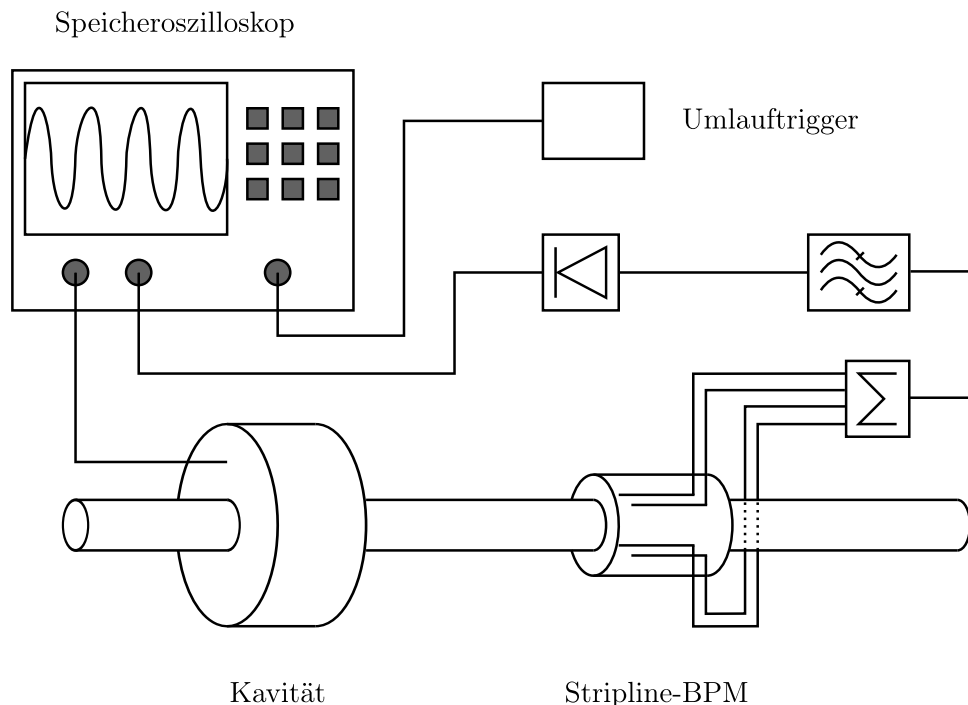 Speicheroszilloskop
Umlauftrigger
Σ
Kavität
Stripline-BPM